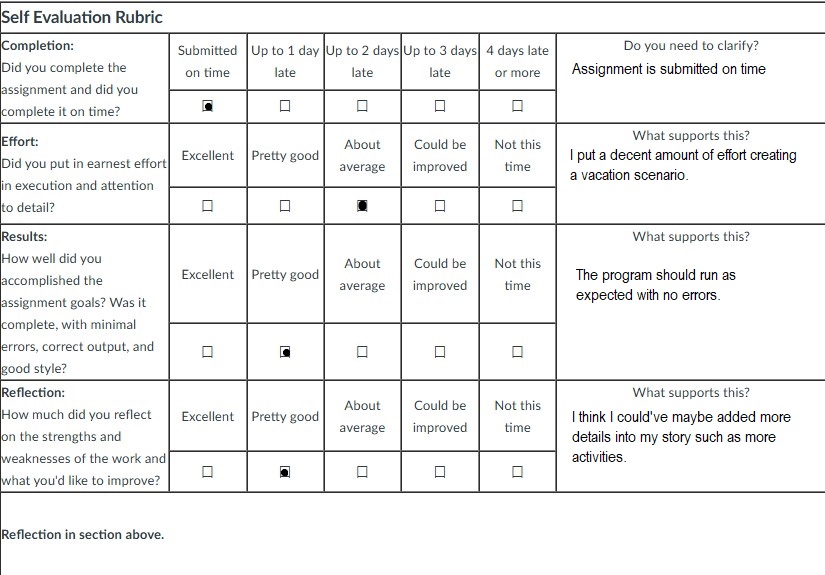 Self Evaluation Rubric
Completion:
Did you complete the
assignment and did you
complete it on time?
Submitted
on time
Up to 1 day
late
Up to 2 days
late
Up to 3 days
late
4 days late
or more
Do you need to clarify?
Assignment is submitted on time
Effort:
Did you put in earnest effort
in execution and attention
to detail?
Excellent
Pretty good
About
average
Could be
improved
Not this
time
What supports this?
I put a decent amount of effort creating
a vacation scenario.
Results:
How well did you
accomplished the
assignment goals? Was it
complete, with minimal
errors, correct output, and
good style?
Excellent
Pretty good
About
average
Could be
improved
Not this
time
What supports this?
The program should run as
expected with no errors.
Reflection:
How much did you reflect
on the strengths and
weaknesses of the work and
what you'd like to improve?
Excellent
Pretty good
About
average
Could be
improved
Not this
time
What supports this?
I think I could've maybe added more
details into my story such as more
activities.
Reflection in section above.